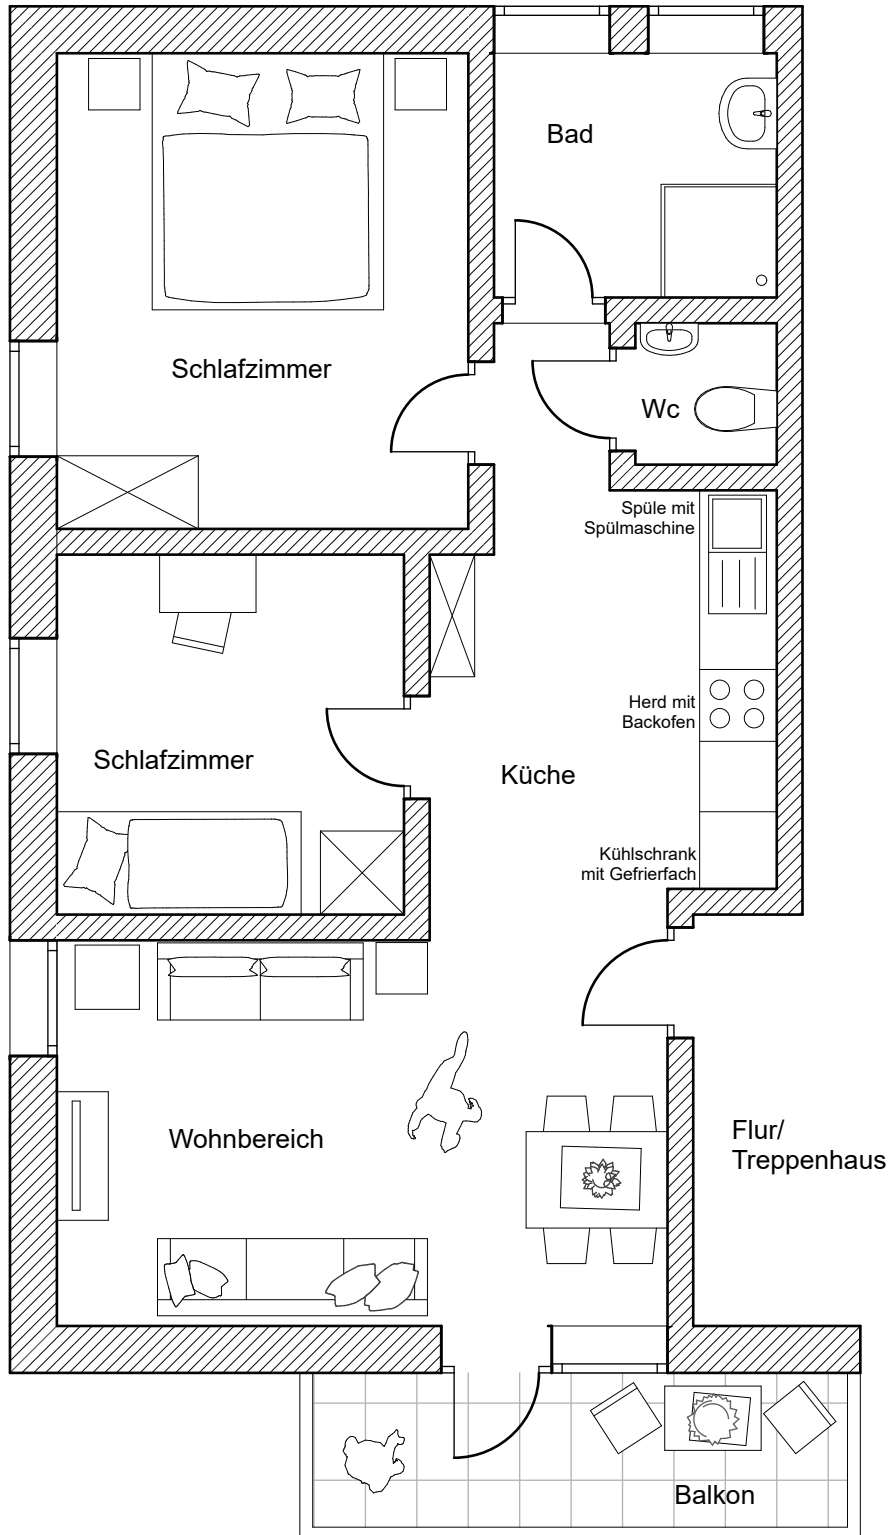 Bad
Schlafzimmer
Wc
Spüle mit
Spülmaschine
Herd mit
Backofen
Schlafzimmer
Küche
Kühlschrank
mit Gefrierfach
Wohnbereich
Flur/
Treppenhaus
Balkon